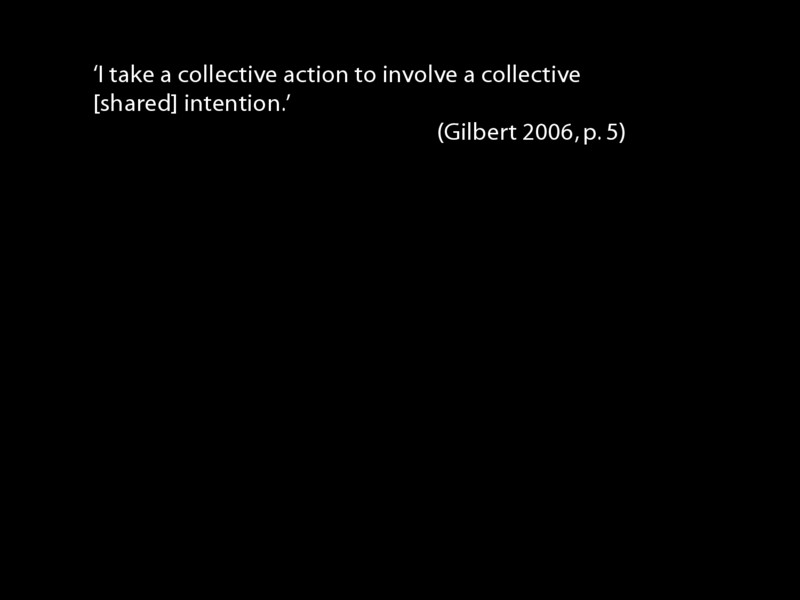 ‘I take a collective action to involve a collective
[shared] intention.’
(Gilbert 2006, p. 5)